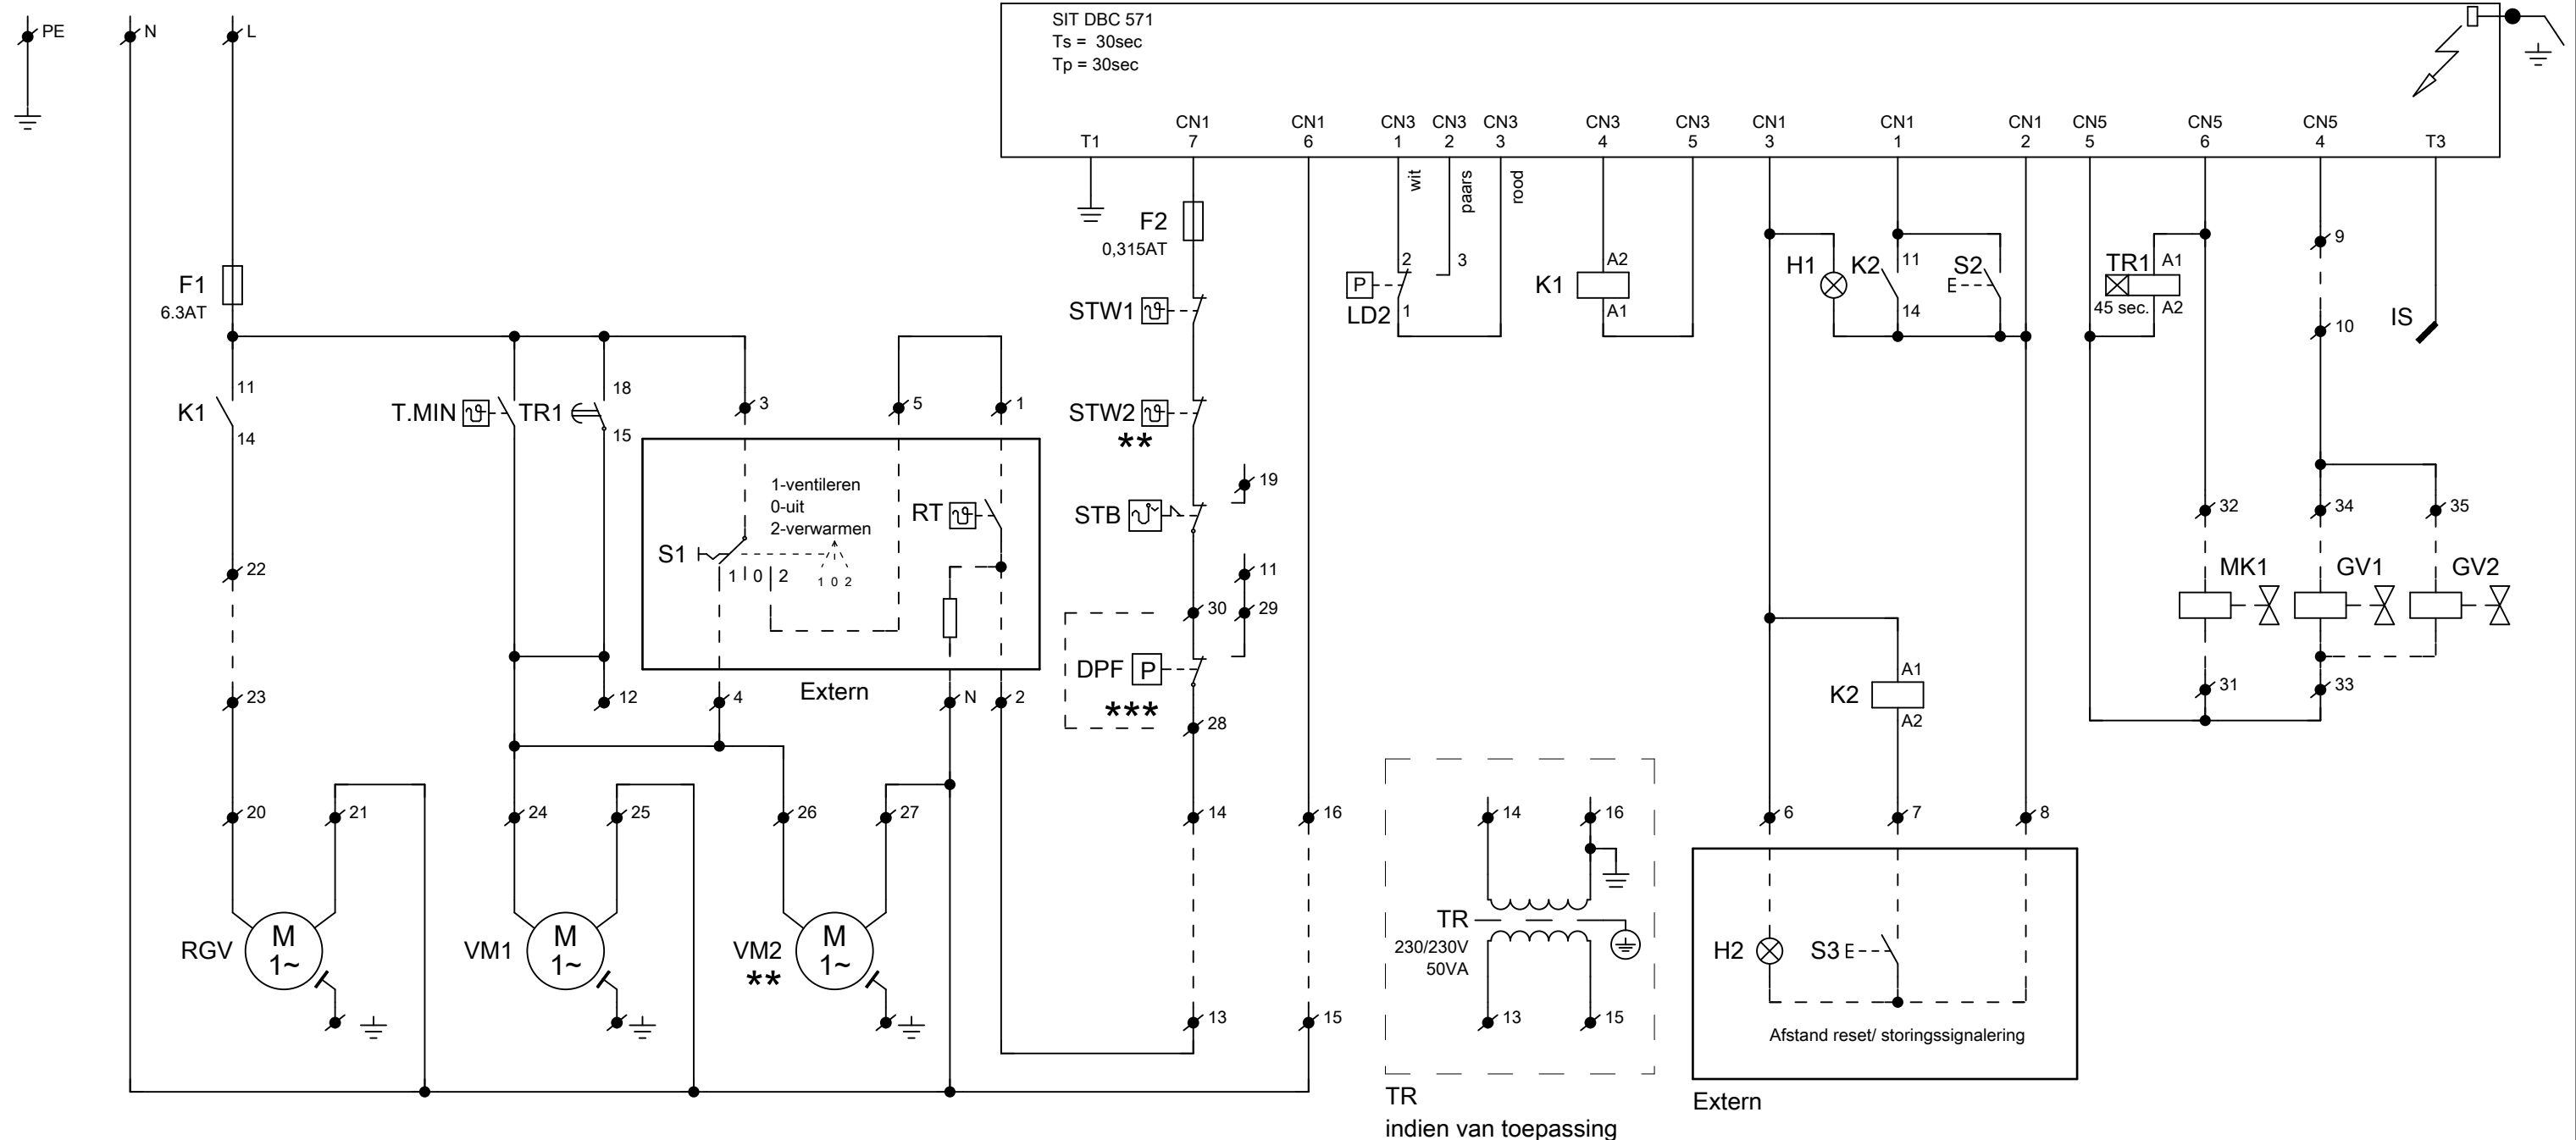 PE
N
L
SIT DBC 571
Ts = 30sec
Tp = 30sec
T1
CN1
7
CN1
6
CN3
1
CN3
2
CN3
3
CN3
4
CN3
5
CN1
3
CN1
1
CN1
2
CN5
5
CN5
6
CN5
4
T3
wit
paars
rood
F1
6.3AT
F2
0,315AT
STW1
P
LD2
2
1
3
K1
A2
A1
H1
K2
11
14
S2
E
TR1
A1
45 sec.
A2
9
10
IS
K1
11
14
T.MIN
TR1
18
15
3
5
1
STW2
**
1-ventileren
0-uit
2-verwarmen
S1
1
0
2
1 0 2
RT
STB
19
11
30
29
DPF
P
***
28
22
23
12
4
Extern
N
2
32
34
35
MK1
GV1
GV2
31
33
K2
A1
A2
20
21
24
25
26
27
14
16
14
16
6
7
8
RGV
M
1~
VM1
M
1~
VM2
**
M
1~
TR
230/230V
50VA
13
15
13
15
H2
S3
E
Afstand reset/ storingssignalering
TR
indien van toepassing
Extern